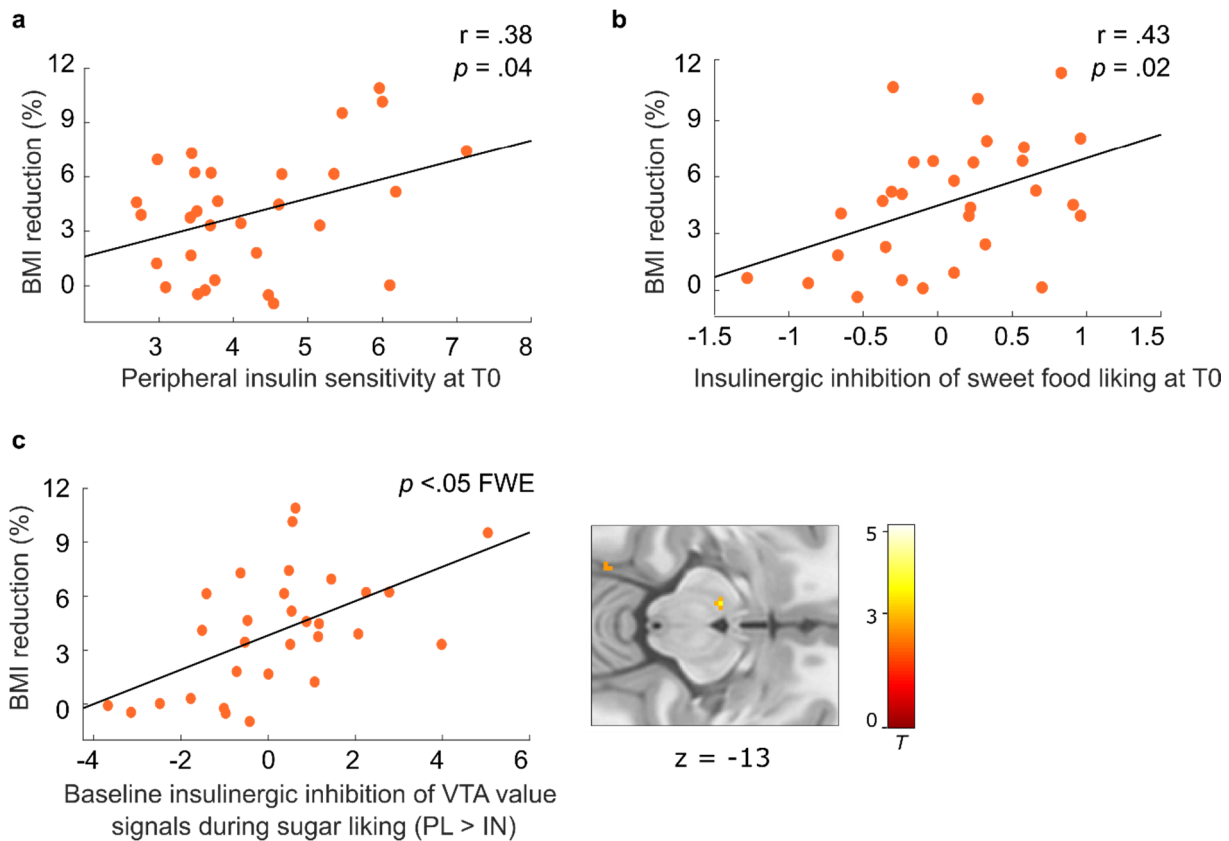 a
r = .38
p = .04
12
9
6
3
0
BMI reduction (%)
3 4 5 6 7 8
Peripheral insulin sensitivity at T0
b
r = .43
p = .02
12
9
6
3
0
BMI reduction (%)
-1.5 -1 -0.5 0 0.5 1 1.5
Insulinergic inhibition of sweet food liking at T0
c
p <.05 FWE
12
9
6
3
0
BMI reduction (%)
-4 -2 0 2 4 6
Baseline insulinergic inhibition of VTA value
signals during sugar liking (PL > IN)
z = -13
5
3
0
T